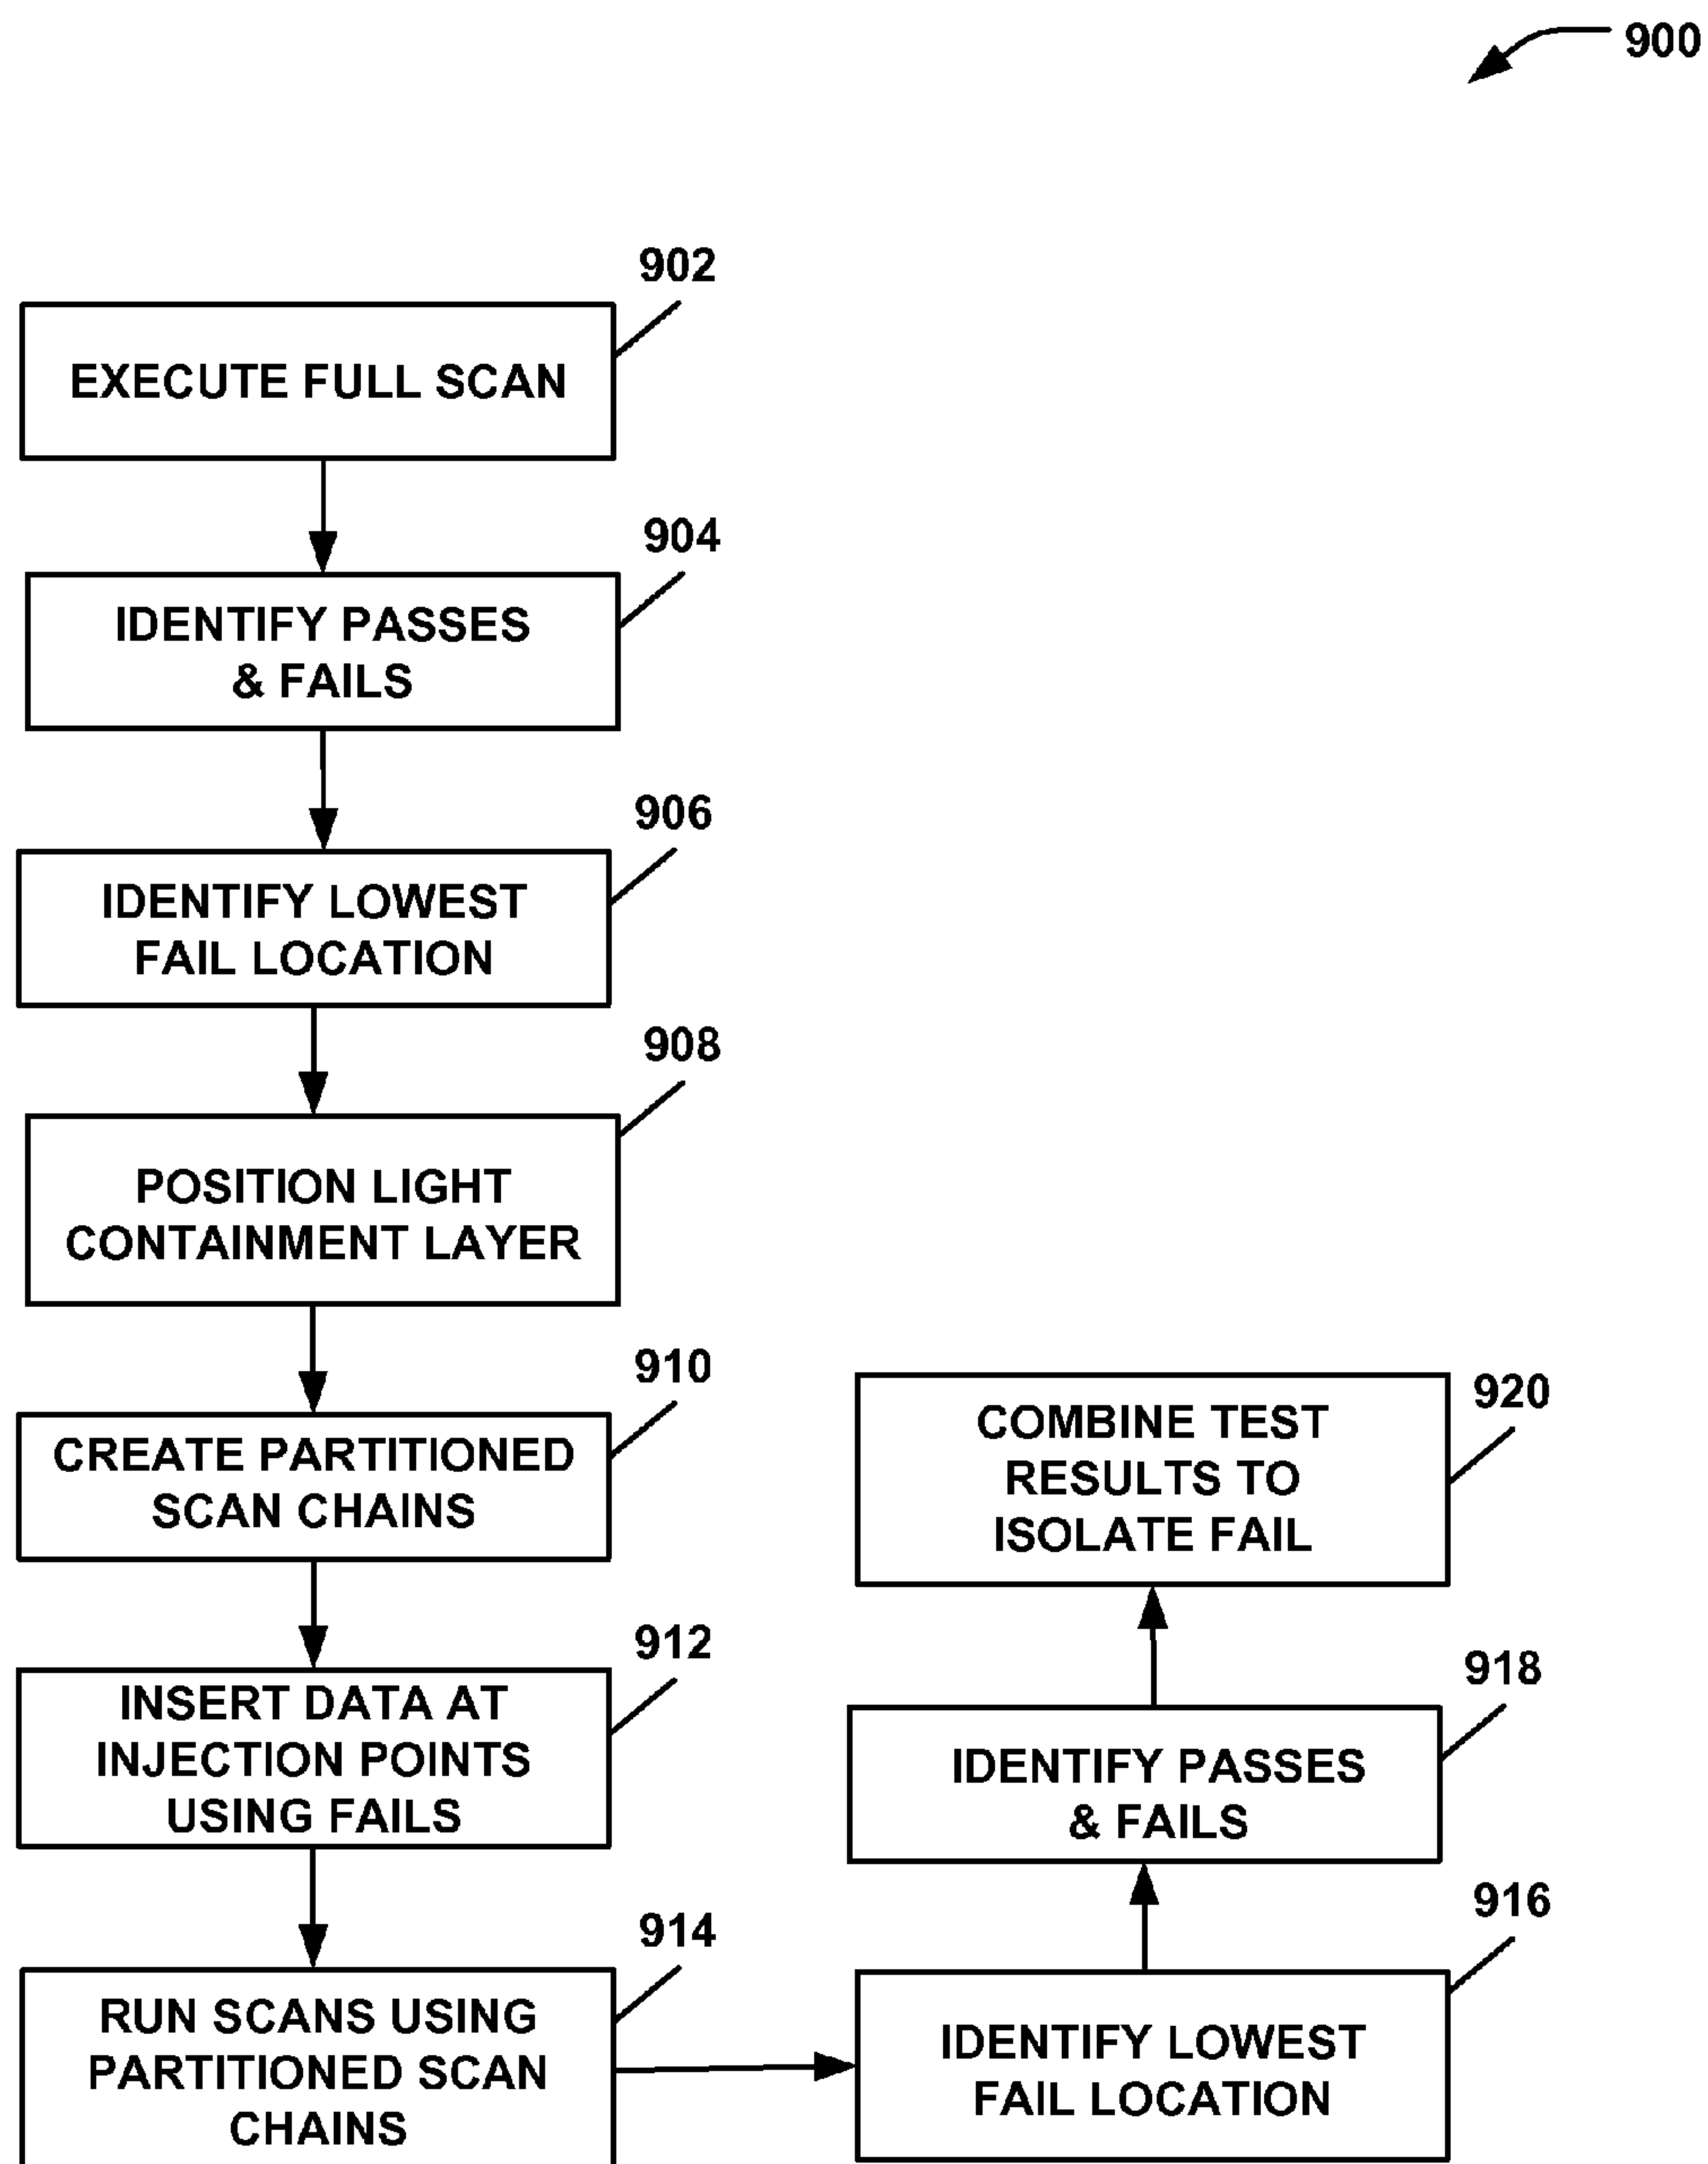 900
902
EXECUTE FULL SCAN
904
IDENTIFY PASSES
& FAILS
906
IDENTIFY LOWEST
FAIL LOCATION
908
POSITION LIGHT
CONTAINMENT LAYER
910
CREATE PARTITIONED
SCAN CHAINS
912
INSERT DATA AT
INJECTION POINTS
USING FAILS
914
RUN SCANS USING
PARTITIONED SCAN
CHAINS
916
IDENTIFY LOWEST
FAIL LOCATION
918
IDENTIFY PASSES
& FAILS
920
COMBINE TEST
RESULTS TO
ISOLATE FAIL